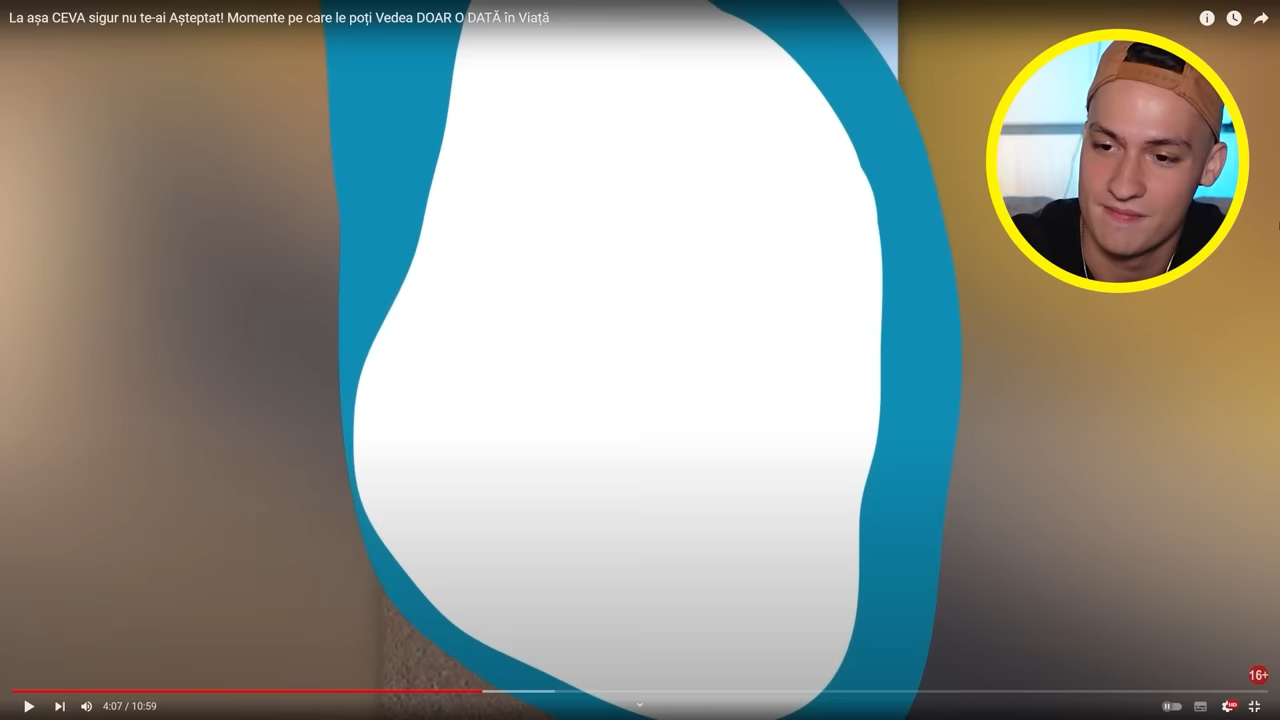 La așa CEVA sigur nu te-ai Așteptat! Momente pe care le poți Vedea DOAR O DATĂ în Viață
16+
4:07 / 10:59
HD